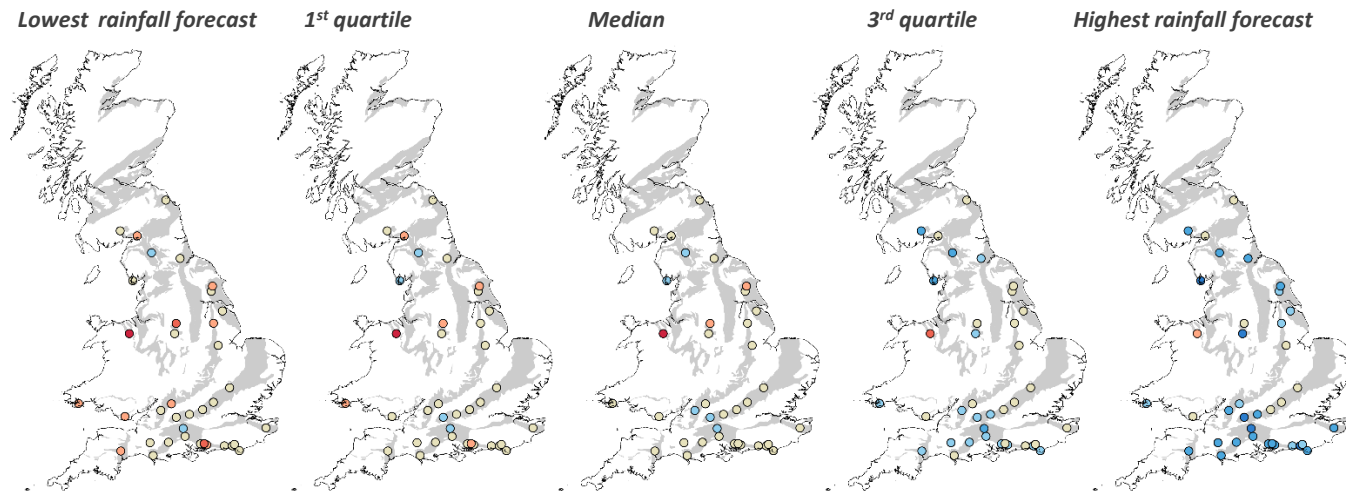 Lowest rainfall forecast
1st quartile
Median
3rd quartile
Highest rainfall forecast